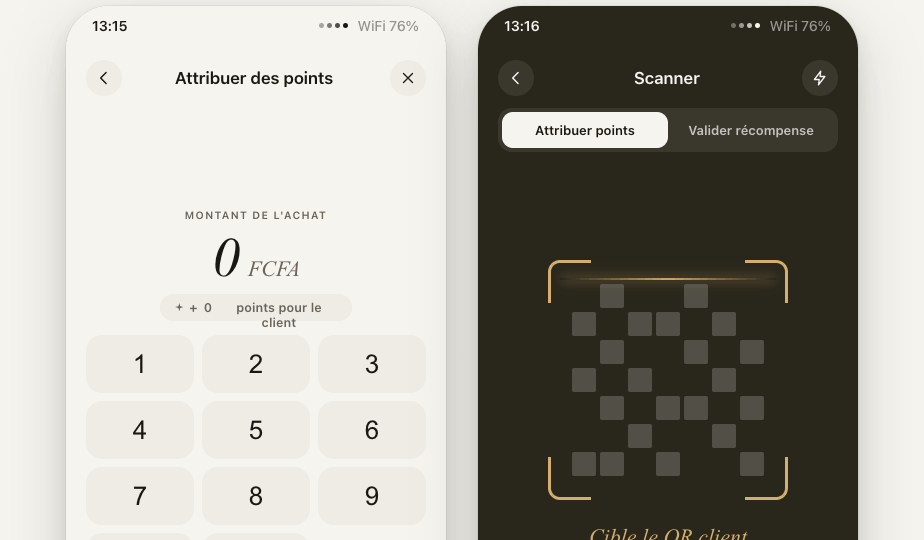 13:15
WiFi 76%
Attribuer des points
MONTANT DE L'ACHAT
0 FCFA
+ 0 points pour le
client
1 2 3
4 5 6
7 8 9
13:16
WiFi 76%
Scanner
Attribuer points
Valider récompense
Cible le QR client